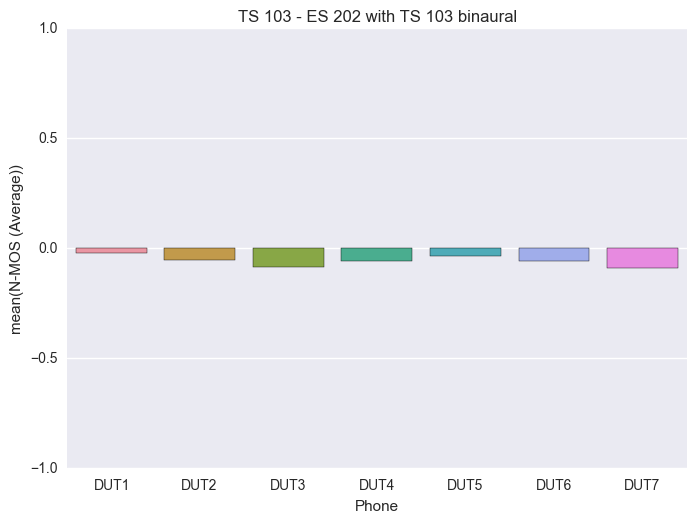 TS 103 - ES 202 with TS 103 binaural
1.0
0.5
0.0
−0.5
−1.0
mean(N-MOS (Average))
DUT1 DUT2 DUT3 DUT4 DUT5 DUT6 DUT7
Phone